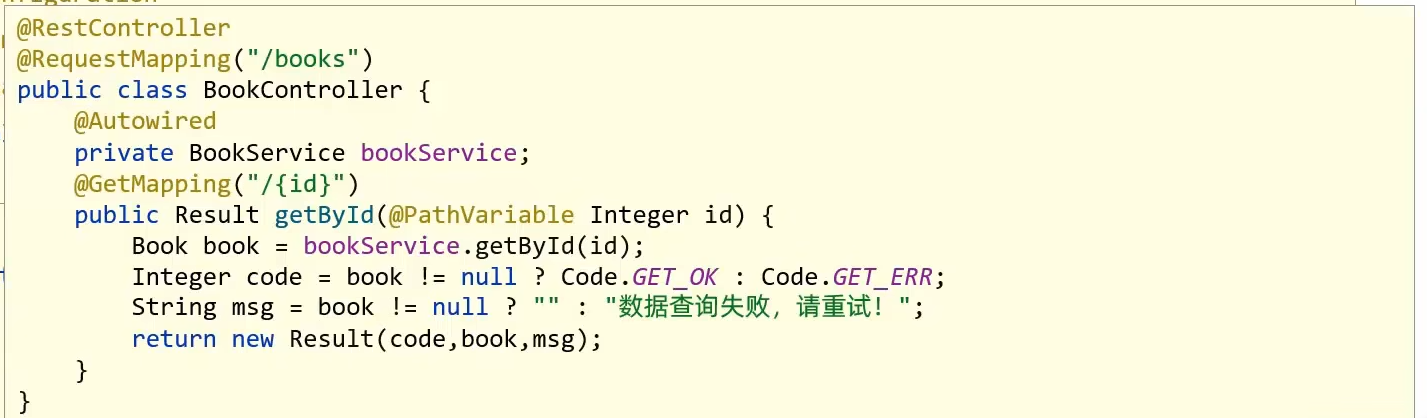 @RestController
@RequestMapping("/books")
public class BookController {
    @Autowired
    private BookService bookService;
    @GetMapping("/{id}")
    public Result getById(@PathVariable Integer id) {
        Book book = bookService.getById(id);
        Integer code = book != null ? Code.GET_OK : Code.GET_ERR;
        String msg = book != null ? "" : "数据查询失败，请重试！";
        return new Result(code,book,msg);
    }
}